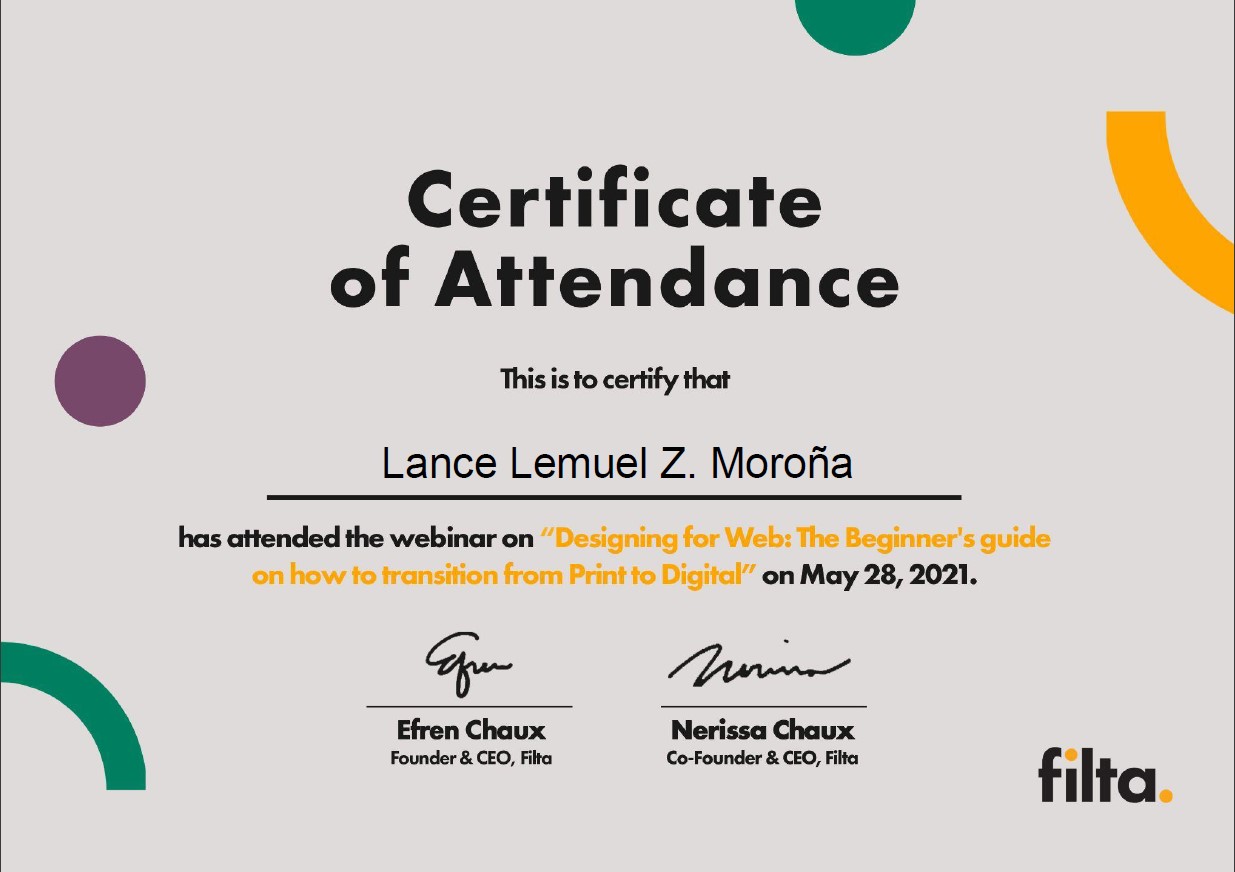 Certificate
of Attendance
This is to certify that
Lance Lemuel Z. Moroña
has attended the webinar on “Designing for Web: The Beginner's guide
on how to transition from Print to Digital” on May 28, 2021.
Efren Nerissa
Efren Chaux Nerissa Chaux
Founder & CEO, Filta Co-Founder & CEO, Filta
filta.